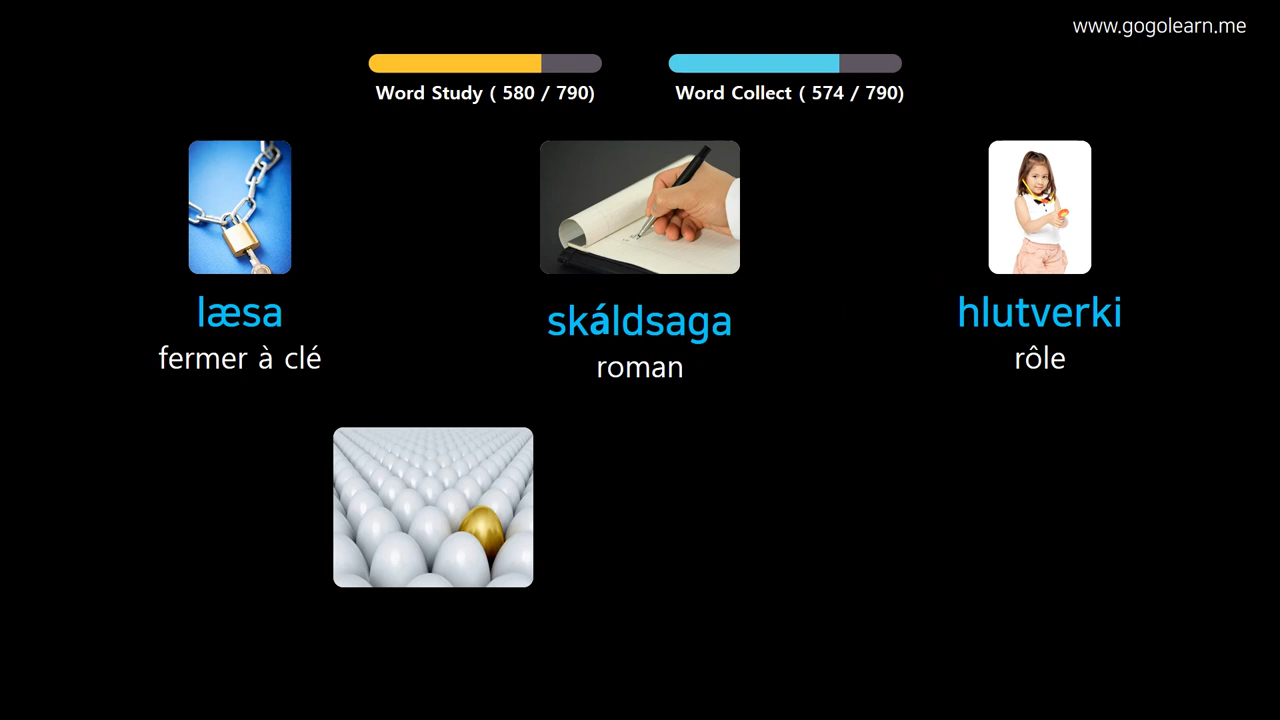 www.gogolearn.me
Word Study ( 580 / 790)
Word Collect ( 574 / 790)
læsa
fermer à clé
skáldsaga
roman
hlutverki
rôle